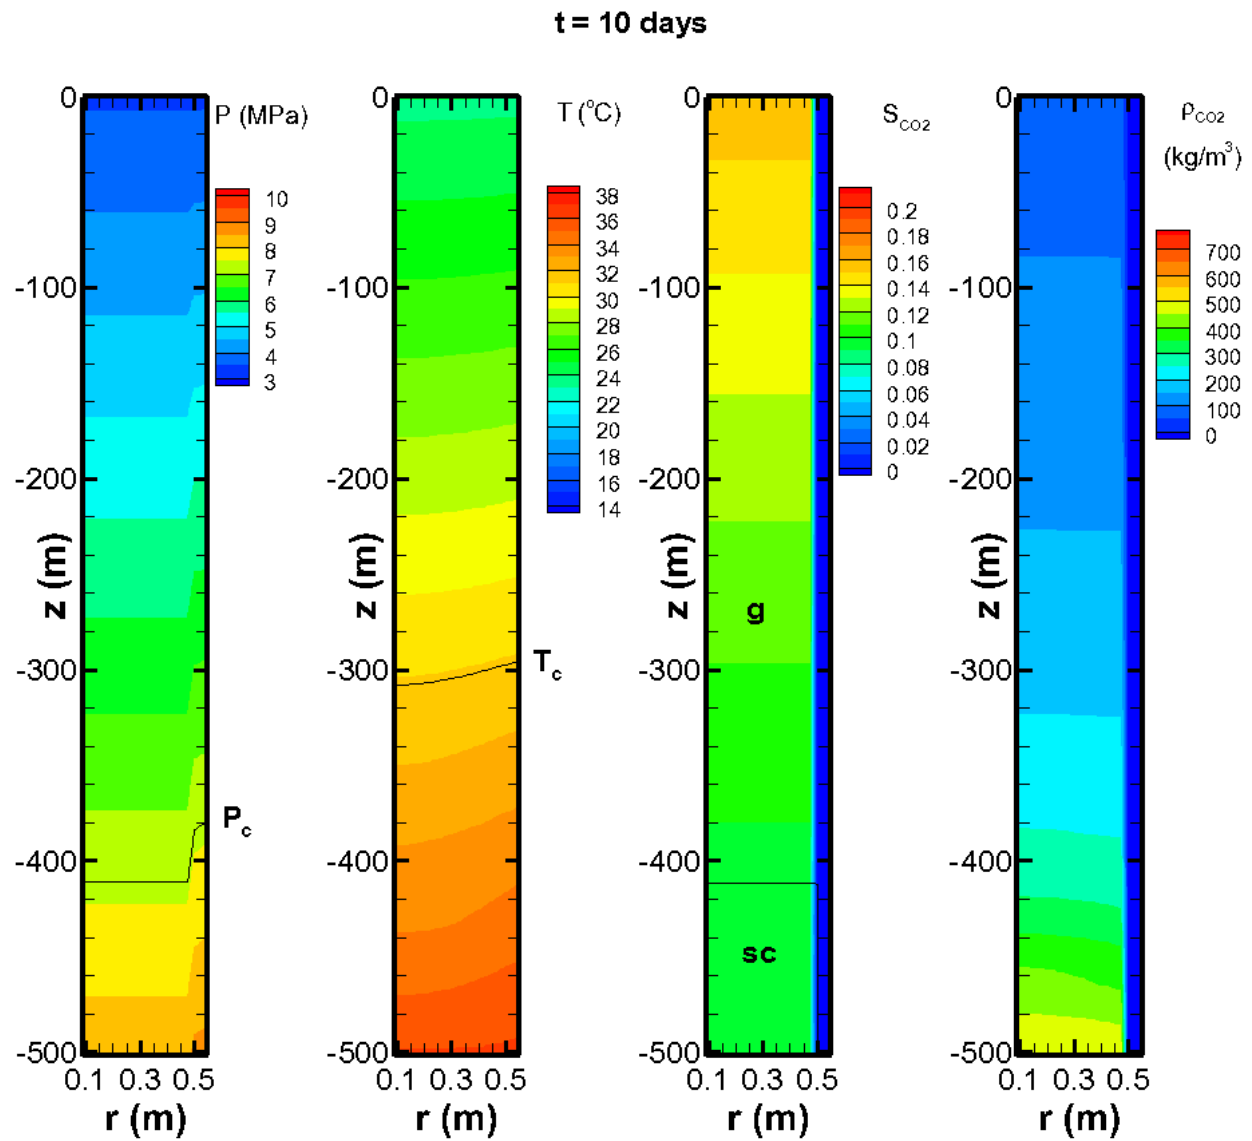 t = 10 days
P (MPa)
10
9
8
7
6
5
4
3
0
-100
-200
-300
-400
-500
z (m)
P_c
0.1 0.3 0.5
r (m)
T (°C)
38
36
34
32
30
28
26
24
22
20
18
16
14
0
-100
-200
-300
-400
-500
z (m)
T_c
0.1 0.3 0.5
r (m)
S_CO2
0.2
0.18
0.16
0.14
0.12
0.1
0.08
0.06
0.04
0.02
0
0
-100
-200
-300
-400
-500
z (m)
g
sc
0.1 0.3 0.5
r (m)
ρ_CO2
(kg/m³)
700
600
500
400
300
200
100
0
0
-100
-200
-300
-400
-500
z (m)
0.1 0.3 0.5
r (m)